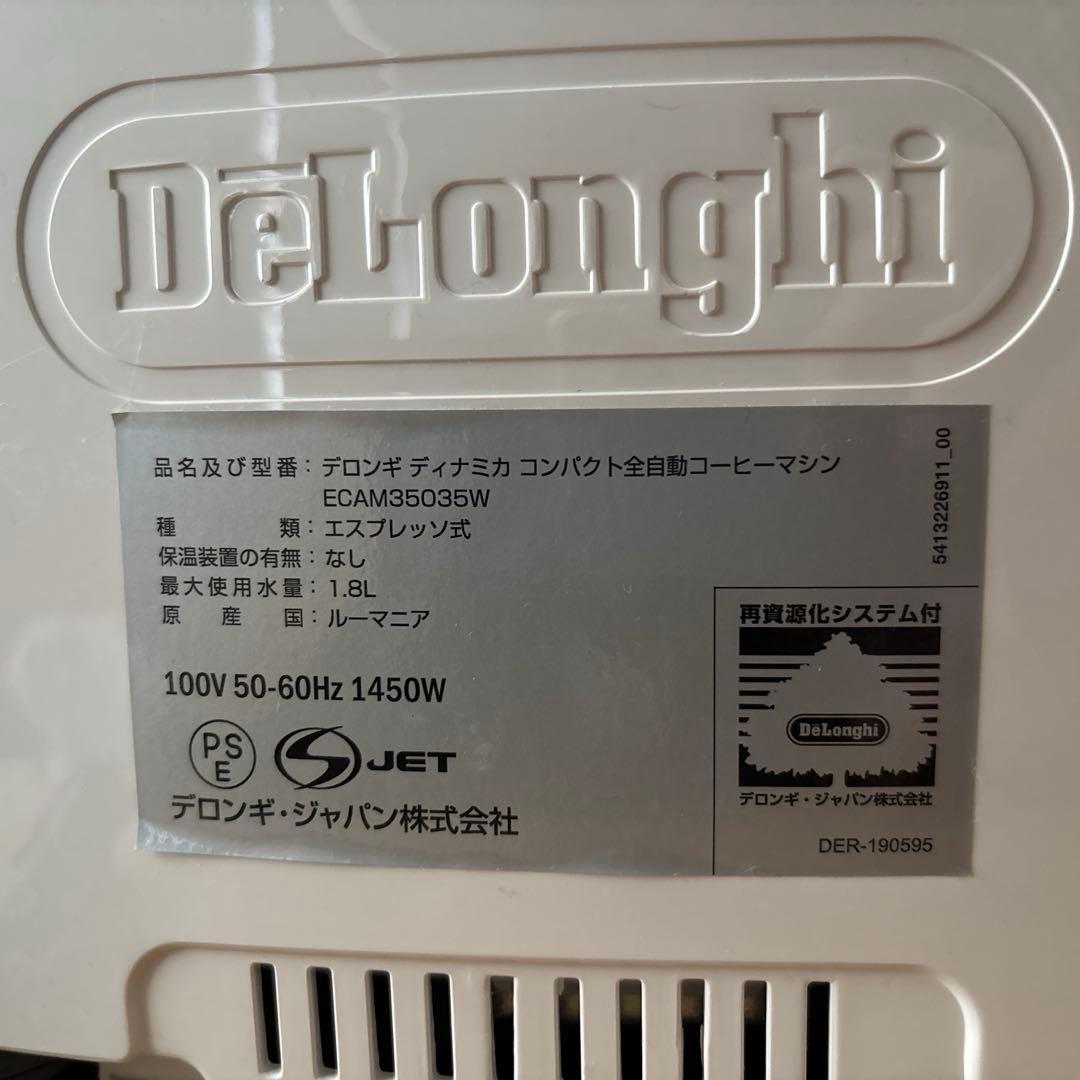 DēLonghi
品名及び型番：デロンギ ディナミカ コンパクト全自動コーヒーマシン
ECAM35035W
種類：エスプレッソ式
保温装置の有無：なし
最大使用水量：1.8L
原産国：ルーマニア
100V 50-60Hz 1450W
PS
E
S JET
デロンギ・ジャパン株式会社
5413226911_00
再資源化システム付
DēLonghi
デロンギ・ジャパン株式会社
DER-190595